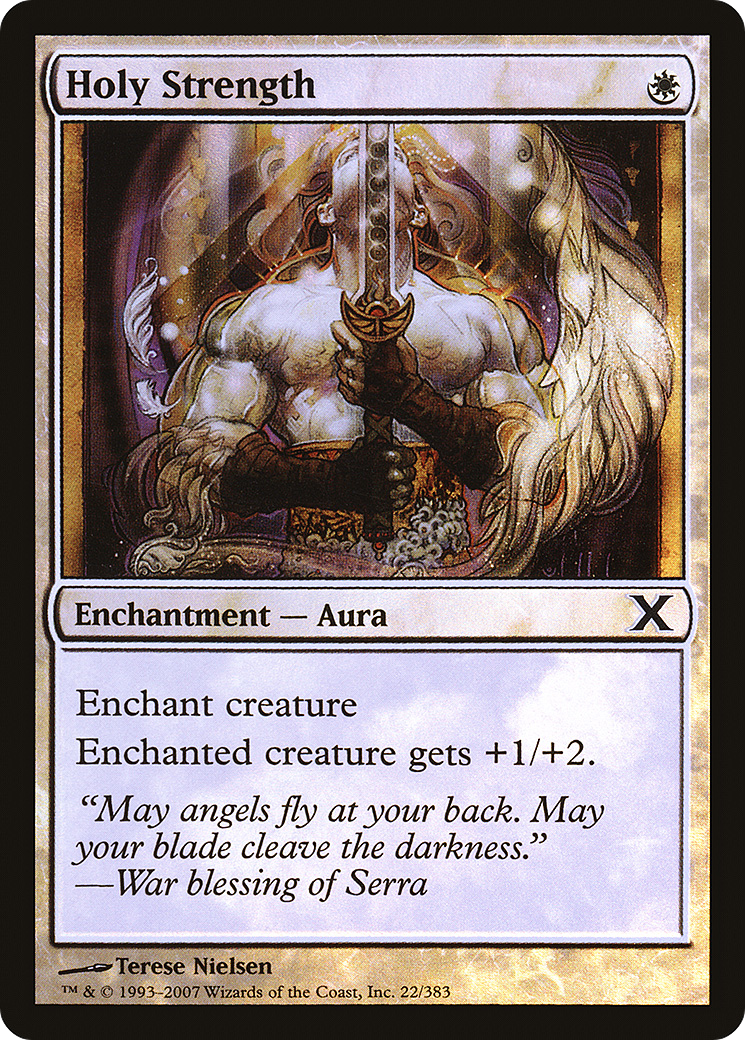 Holy Strength
Enchantment — Aura
X
Enchant creature
Enchanted creature gets +1/+2.
“May angels fly at your back. May
your blade cleave the darkness.”
—War blessing of Serra
Terese Nielsen
™ & © 1993–2007 Wizards of the Coast, Inc. 22/383